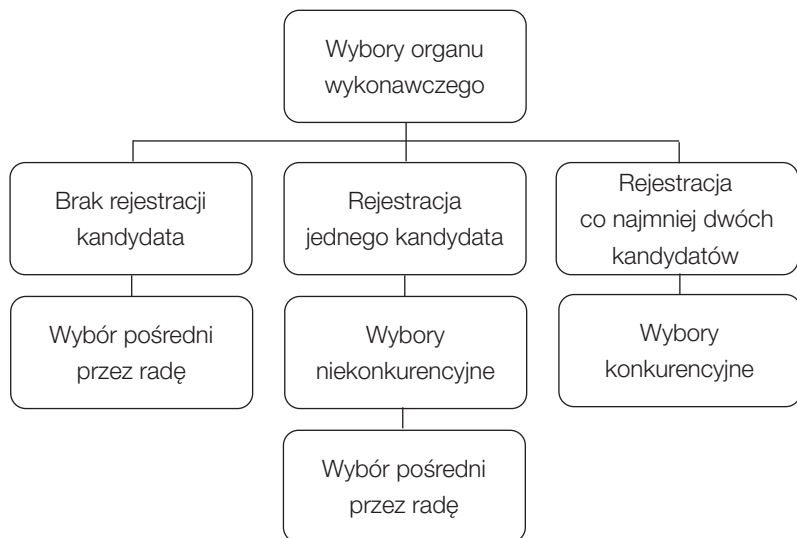 Wybory organu
wykonawczego
Brak rejestracji
kandydata
Rejestracja
jednego kandydata
Rejestracja
co najmniej dwóch
kandydatów
Wybór pośredni
przez radę
Wybory
niekonkurencyjne
Wybory
konkurencyjne
Wybór pośredni
przez radę